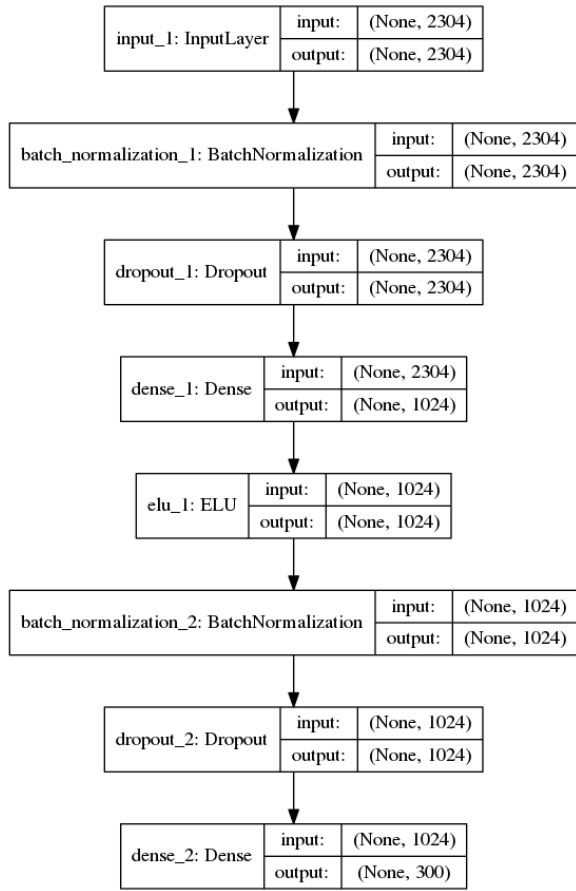 input_1: InputLayer
input: (None, 2304)
output: (None, 2304)
batch_normalization_1: BatchNormalization
input: (None, 2304)
output: (None, 2304)
dropout_1: Dropout
input: (None, 2304)
output: (None, 2304)
dense_1: Dense
input: (None, 2304)
output: (None, 1024)
elu_1: ELU
input: (None, 1024)
output: (None, 1024)
batch_normalization_2: BatchNormalization
input: (None, 1024)
output: (None, 1024)
dropout_2: Dropout
input: (None, 1024)
output: (None, 1024)
dense_2: Dense
input: (None, 1024)
output: (None, 300)